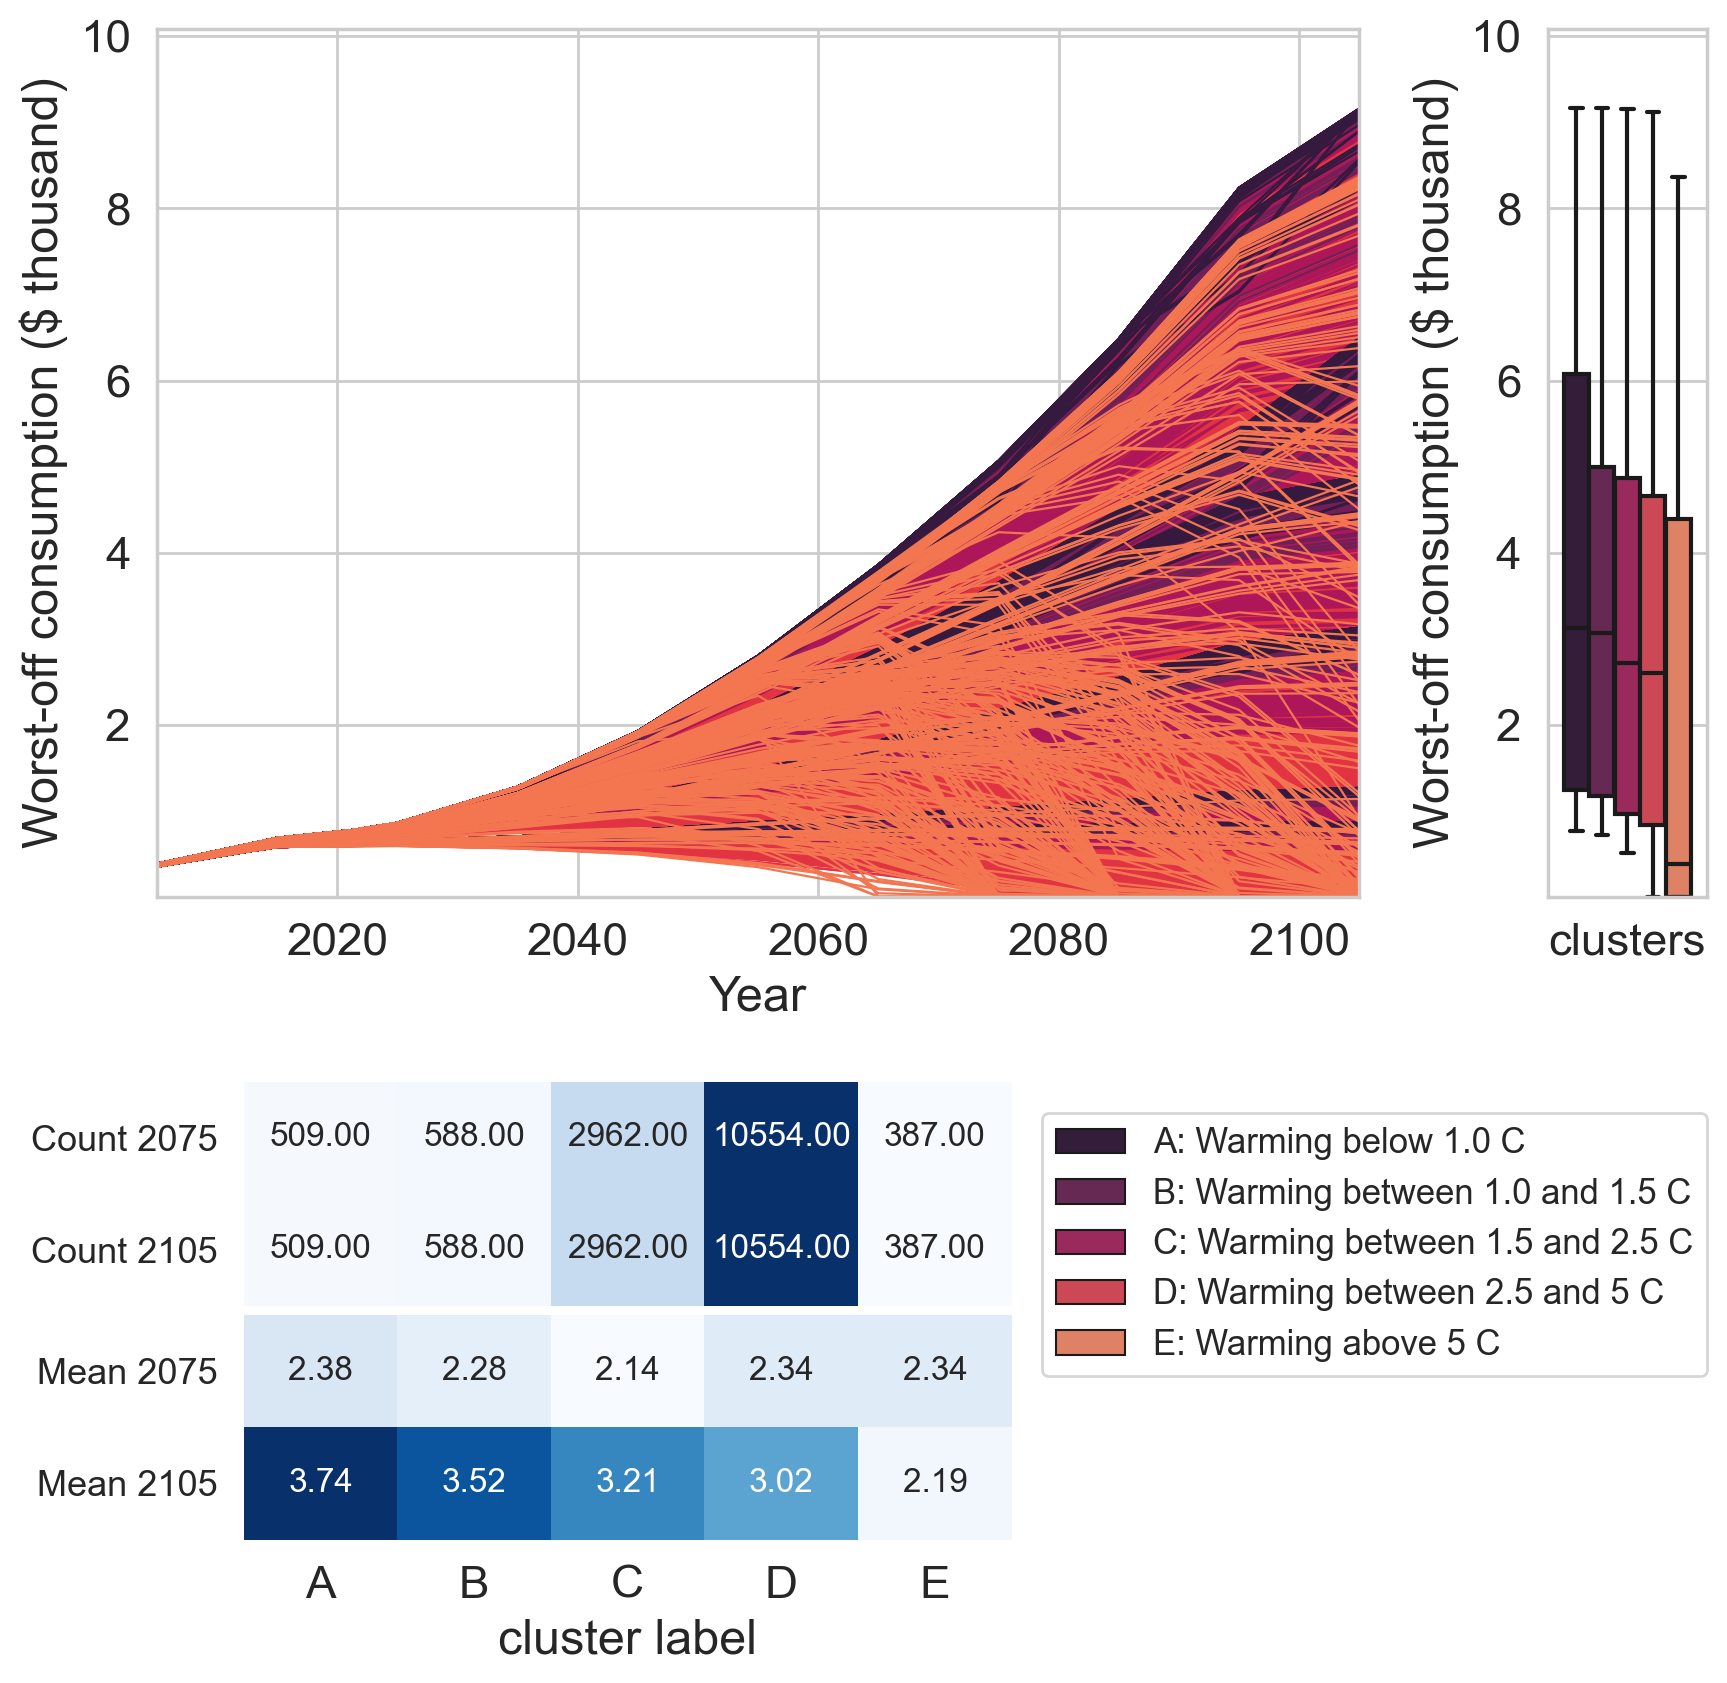 Worst-off consumption ($ thousand)
10
8
6
4
2
2020 2040 2060 2080 2100
Year
Worst-off consumption ($ thousand)
10
8
6
4
2
clusters
Count 2075 509.00 588.00 2962.00 10554.00 387.00
Count 2105 509.00 588.00 2962.00 10554.00 387.00
Mean 2075 2.38 2.28 2.14 2.34 2.34
Mean 2105 3.74 3.52 3.21 3.02 2.19
A B C D E
cluster label
A: Warming below 1.0 C
B: Warming between 1.0 and 1.5 C
C: Warming between 1.5 and 2.5 C
D: Warming between 2.5 and 5 C
E: Warming above 5 C